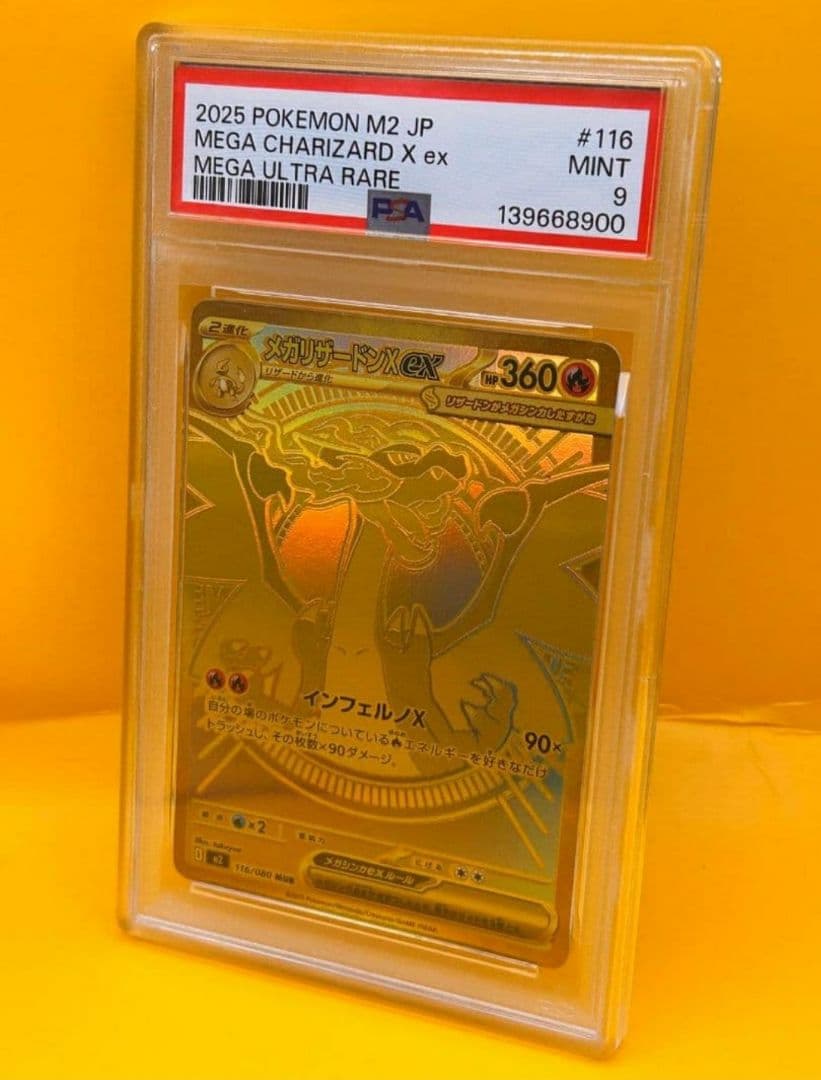 2025 POKEMON M2 JP
#116
MEGA CHARIZARD X ex
MINT
MEGA ULTRA RARE
9
PSA
139668900
2進化
メガリザードンXex
HP360
リザードから進化
リザードンがメガシンカしたすがた
インフェルノX
90×
自分の場のポケモンについている エネルギーを好きなだけ
トラッシュし、その枚数×90ダメージ。
×2
Illus.
メガシンカexルール
116/080 MUR